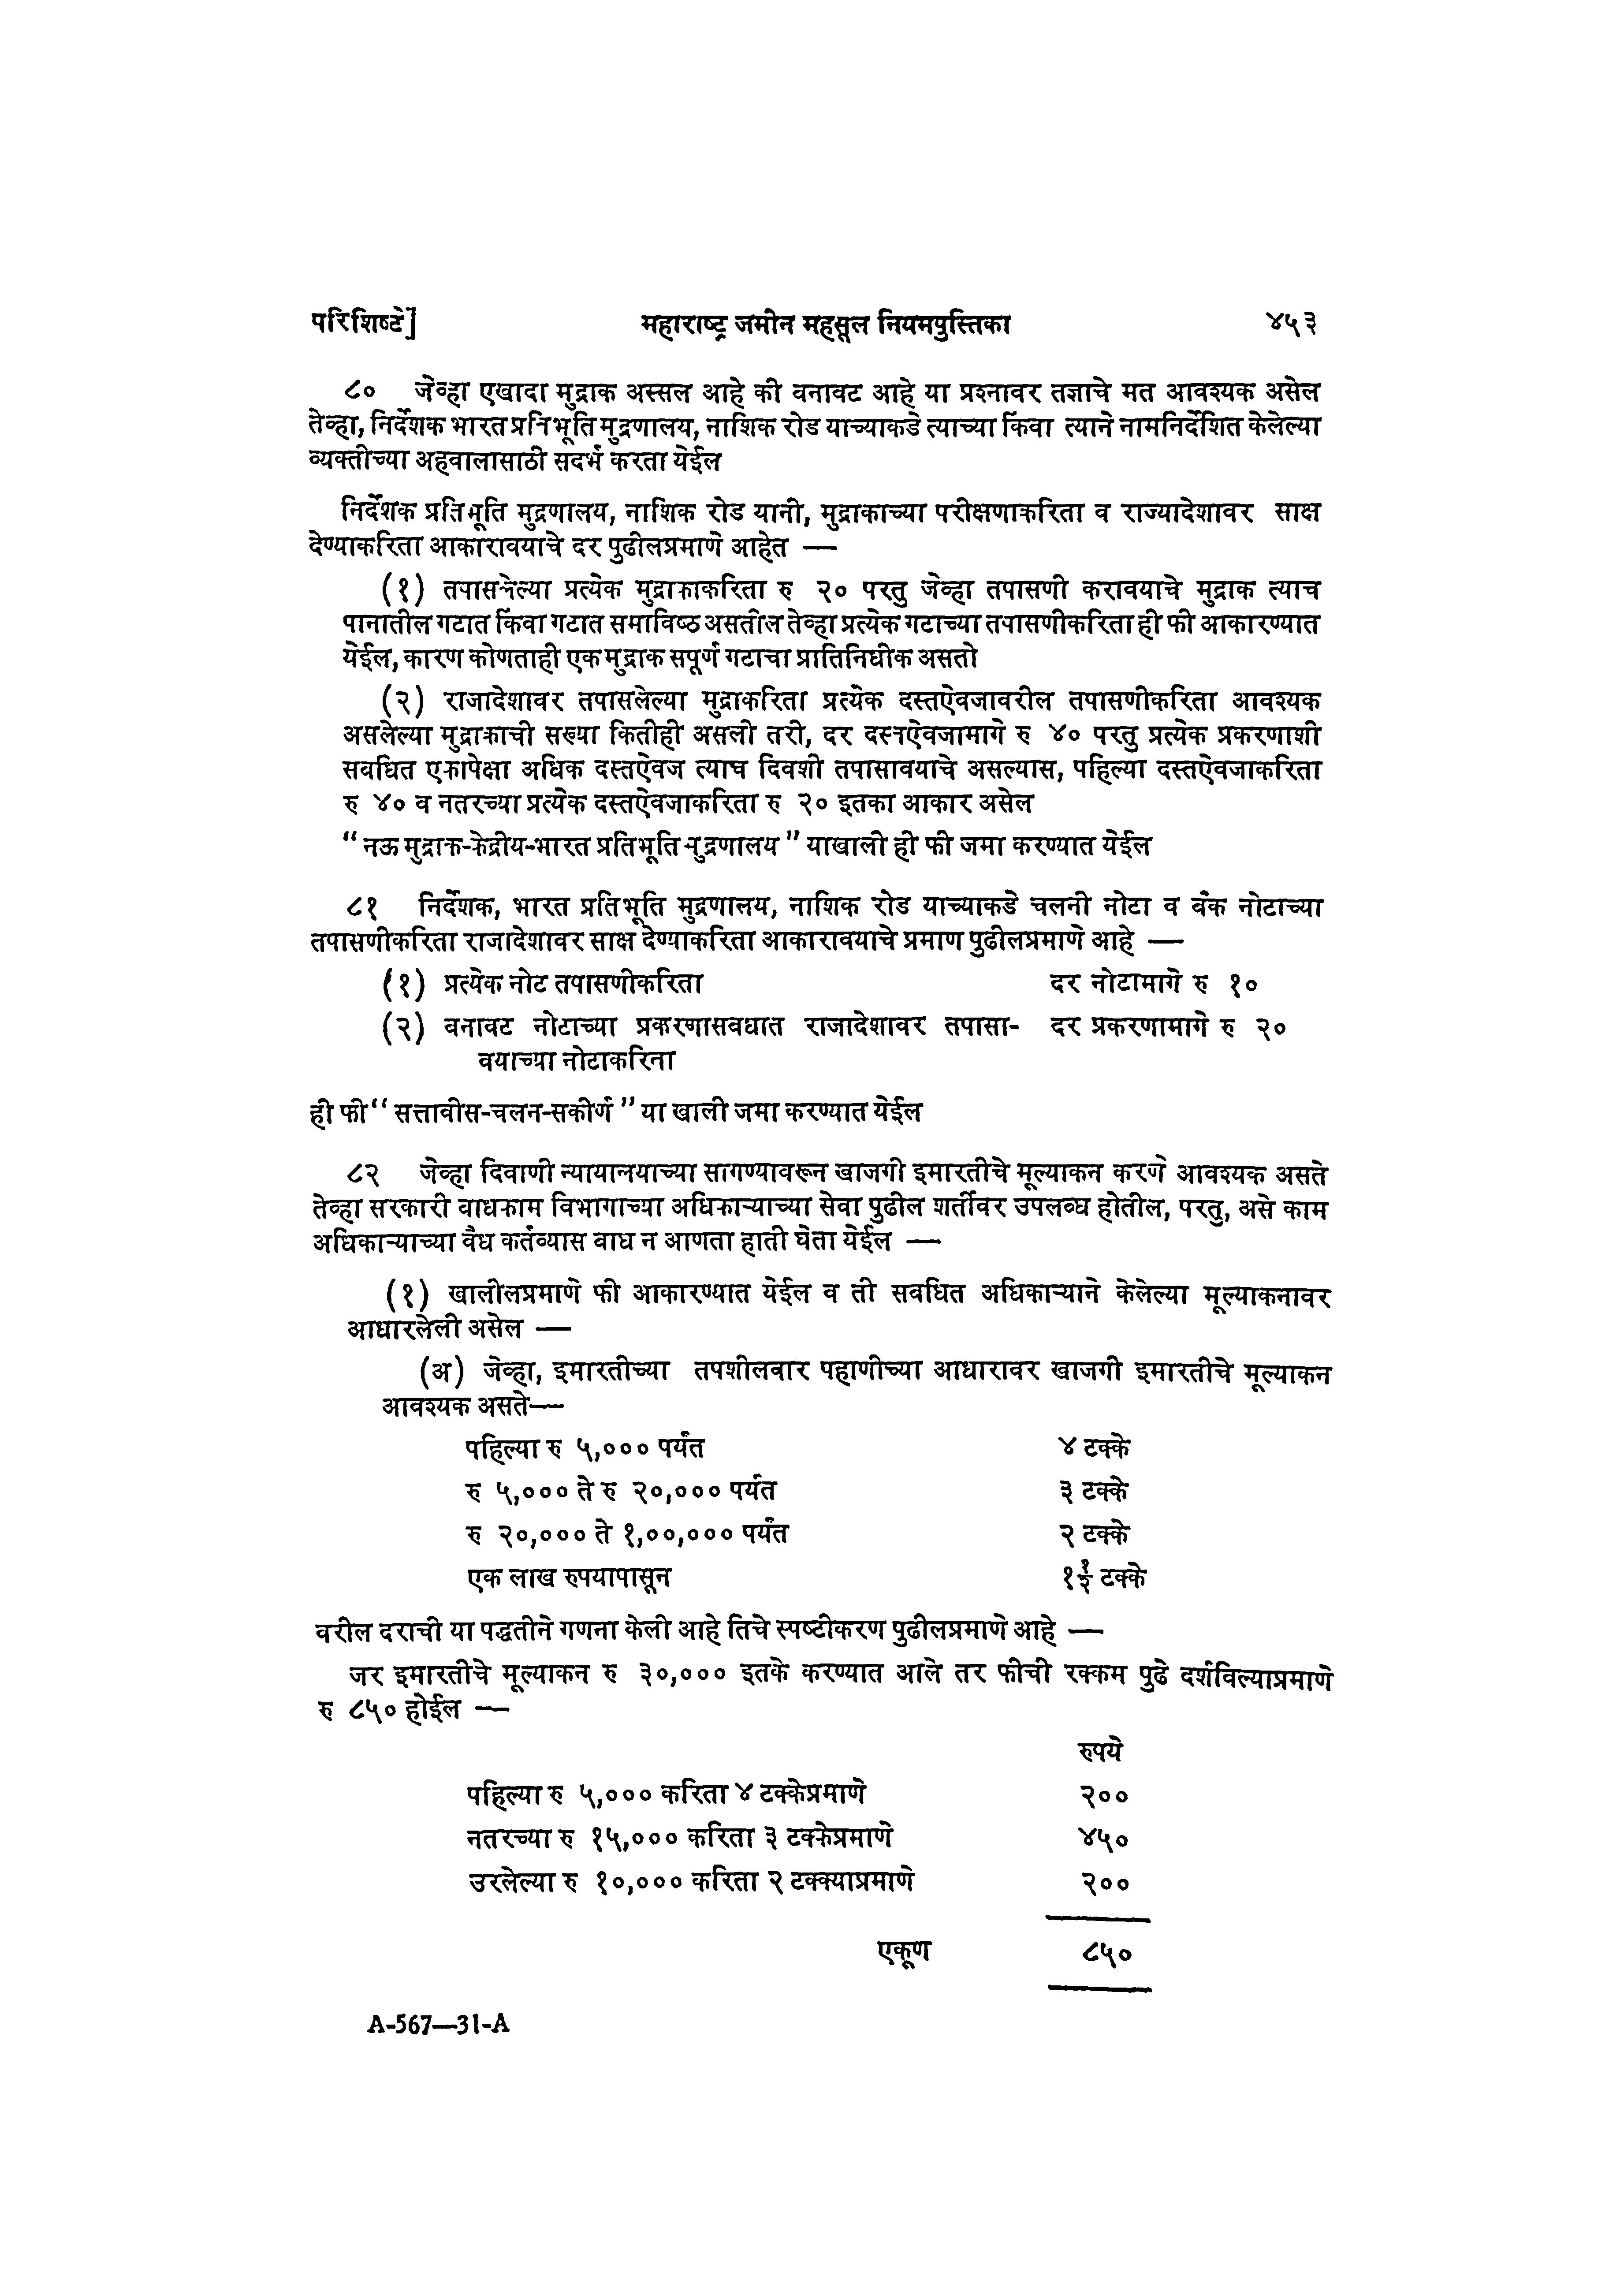 परिशिष्टे] महाराष्ट्र जमीन महसूल नियमपुस्तिका ४५३
८० जेव्हा एखादा मुद्राक अस्सल आहे की बनावट आहे या प्रश्नावर तज्ञाचे मत आवश्यक असेल
तेव्हा, निर्देशक भारत प्रतिभूति मुद्रणालय, नाशिक रोड याच्याकडे त्याच्या किंवा त्याने नामनिर्देशित केलेल्या
व्यक्तीच्या अहवालासाठी सदर्भ करता येईल
निर्देशक प्रतिभूति मुद्रणालय, नाशिक रोड यानी, मुद्राकाच्या परीक्षणाकरिता व राज्यादेशावर साक्ष
देण्याकरिता आकारावयाचे दर पुढीलप्रमाणे आहेत —
(१) तपासलेल्या प्रत्येक मुद्राकाकरिता रु २० परतु जेव्हा तपासणी करावयाचे मुद्राक त्याच
पानातील गटात किंवा गटात समाविष्ठ असतील तेव्हा प्रत्येक गटाच्या तपासणीकरिता ही फी आकारण्यात
येईल, कारण कोणताही एक मुद्राक सपूर्ण गटाचा प्रातिनिधीक असतो
(२) राजादेशावर तपासलेल्या मुद्राकरिता प्रत्येक दस्तऐवजावरील तपासणीकरिता आवश्यक
असलेल्या मुद्राकाची सख्या कितीही असली तरी, दर दस्तऐवजामागे रु ४० परतु प्रत्येक प्रकरणाशी
सबधित एकापेक्षा अधिक दस्तऐवज त्याच दिवशी तपासावयाचे असल्यास, पहिल्या दस्तऐवजाकरिता
रु ४० व नतरच्या प्रत्येक दस्तऐवजाकरिता रु २० इतका आकार असेल
“ नऊ मुद्राक-केद्रीय-भारत प्रतिभूति मुद्रणालय ” याखाली ही फी जमा करण्यात येईल
८१ निर्देशक, भारत प्रतिभूति मुद्रणालय, नाशिक रोड याच्याकडे चलनी नोटा व बँक नोटाच्या
तपासणीकरिता राजादेशावर साक्ष देण्याकरिता आकारावयाचे प्रमाण पुढीलप्रमाणे आहे —
(१) प्रत्येक नोट तपासणीकरिता दर नोटामागे रु १०
(२) बनावट नोटाच्या प्रकरणासबधात राजादेशावर तपासा- दर प्रकरणामागे रु २०
वयाच्या नोटाकरिता
ही फी “ सत्तावीस-चलन-सकीर्ण ” या खाली जमा करण्यात येईल
८२ जेव्हा दिवाणी न्यायालयाच्या सागण्यावरून खाजगी इमारतीचे मूल्याकन करणे आवश्यक असते
तेव्हा सरकारी बाधकाम विभागाच्या अधिकाऱ्याच्या सेवा पुढील शर्तीवर उपलब्ध होतील, परतु, असे काम
अधिकाऱ्याच्या वैध कर्तव्यास बाध न आणता हाती घेता येईल —
(१) खालीलप्रमाणे फी आकारण्यात येईल व ती सबधित अधिकाऱ्याने केलेल्या मूल्याकनावर
आधारलेली असेल —
(अ) जेव्हा, इमारतीच्या तपशीलवार पहाणीच्या आधारावर खाजगी इमारतीचे मूल्याकन
आवश्यक असते—
पहिल्या रु ५,००० पर्यंत ४ टक्के
रु ५,००० ते रु २०,००० पर्यंत ३ टक्के
रु २०,००० ते १,००,००० पर्यंत २ टक्के
एक लाख रुपयापासून १ १/३ टक्के
वरील दराची या पद्धतीने गणना केली आहे तिचे स्पष्टीकरण पुढीलप्रमाणे आहे —
जर इमारतीचे मूल्याकन रु ३०,००० इतके करण्यात आले तर फीची रक्कम पुढे दर्शविल्याप्रमाणे
रु ८५० होईल —
रुपये
पहिल्या रु ५,००० करिता ४ टक्केप्रमाणे २००
नतरच्या रु १५,००० करिता ३ टक्केप्रमाणे ४५०
उरलेल्या रु १०,००० करिता २ टक्क्याप्रमाणे २००
एकूण ८५०
A-567—31-A